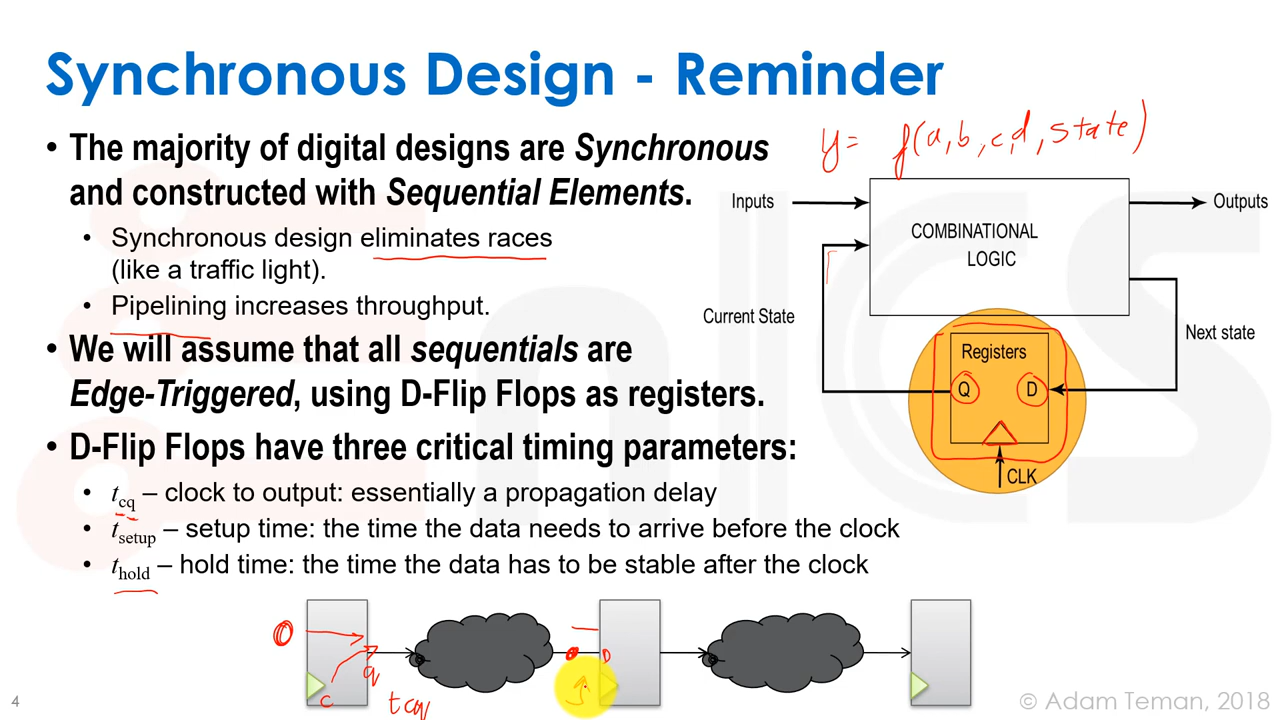 Synchronous Design - Reminder
• The majority of digital designs are Synchronous
and constructed with Sequential Elements.
• Synchronous design eliminates races
(like a traffic light).
• Pipelining increases throughput.
• We will assume that all sequentials are
Edge-Triggered, using D-Flip Flops as registers.
• D-Flip Flops have three critical timing parameters:
• tcq – clock to output: essentially a propagation delay
• tsetup – setup time: the time the data needs to arrive before the clock
• thold – hold time: the time the data has to be stable after the clock
y = f(a,b,c,d,state)
Inputs
COMBINATIONAL
LOGIC
Outputs
Current State
Next state
Registers
Q
D
CLK
D
c
q
tcq
D
4
© Adam Teman, 2018